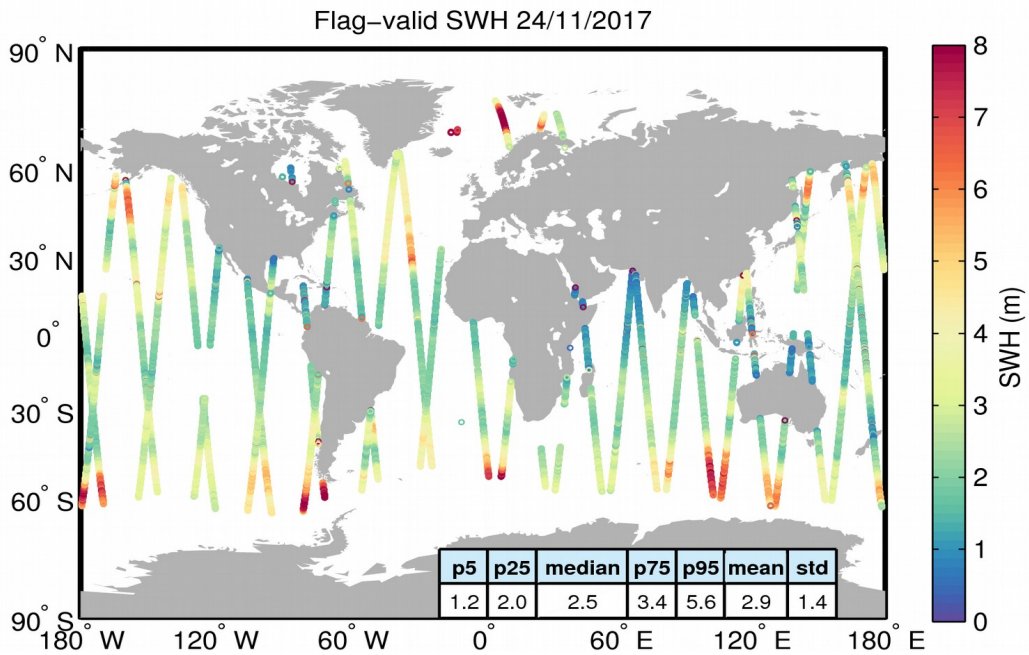 Flag−valid SWH 24/11/2017
90° N
60° N
30° N
0°
30° S
60° S
90° S
180° W
120° W
60° W
0°
60° E
120° E
180° E
p5 p25 median p75 p95 mean std
1.2 2.0 2.5 3.4 5.6 2.9 1.4
8
7
6
5
4
3
2
1
0
SWH (m)